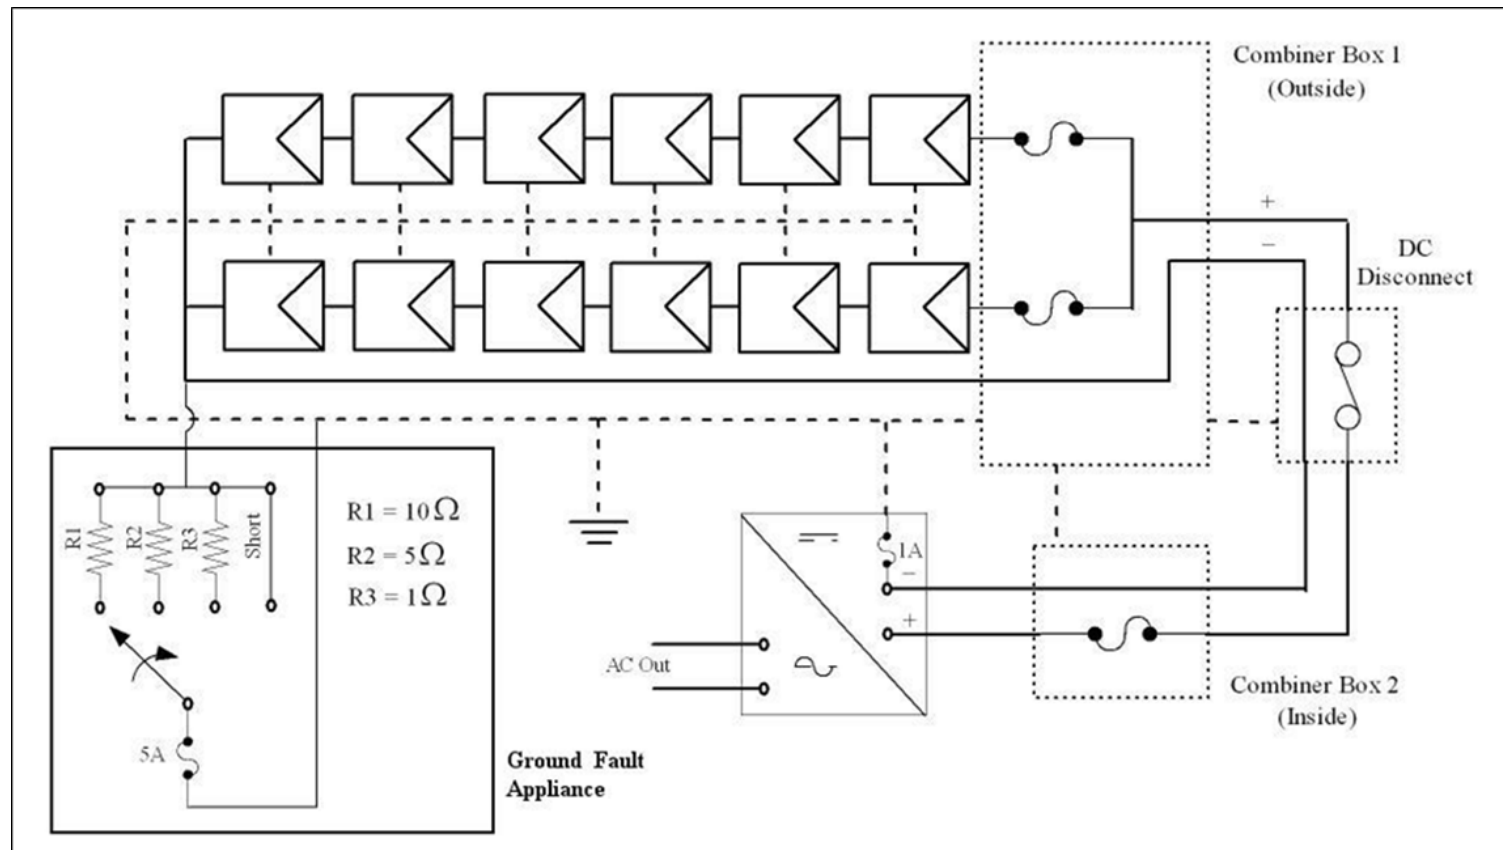 Combiner Box 1
(Outside)
+
−
DC
Disconnect
R1
R2
R3
Short
R1 = 10 Ω
R2 = 5Ω
R3 = 1Ω
1A
−
+
AC Out
5A
Combiner Box 2
(Inside)
Ground Fault
Appliance